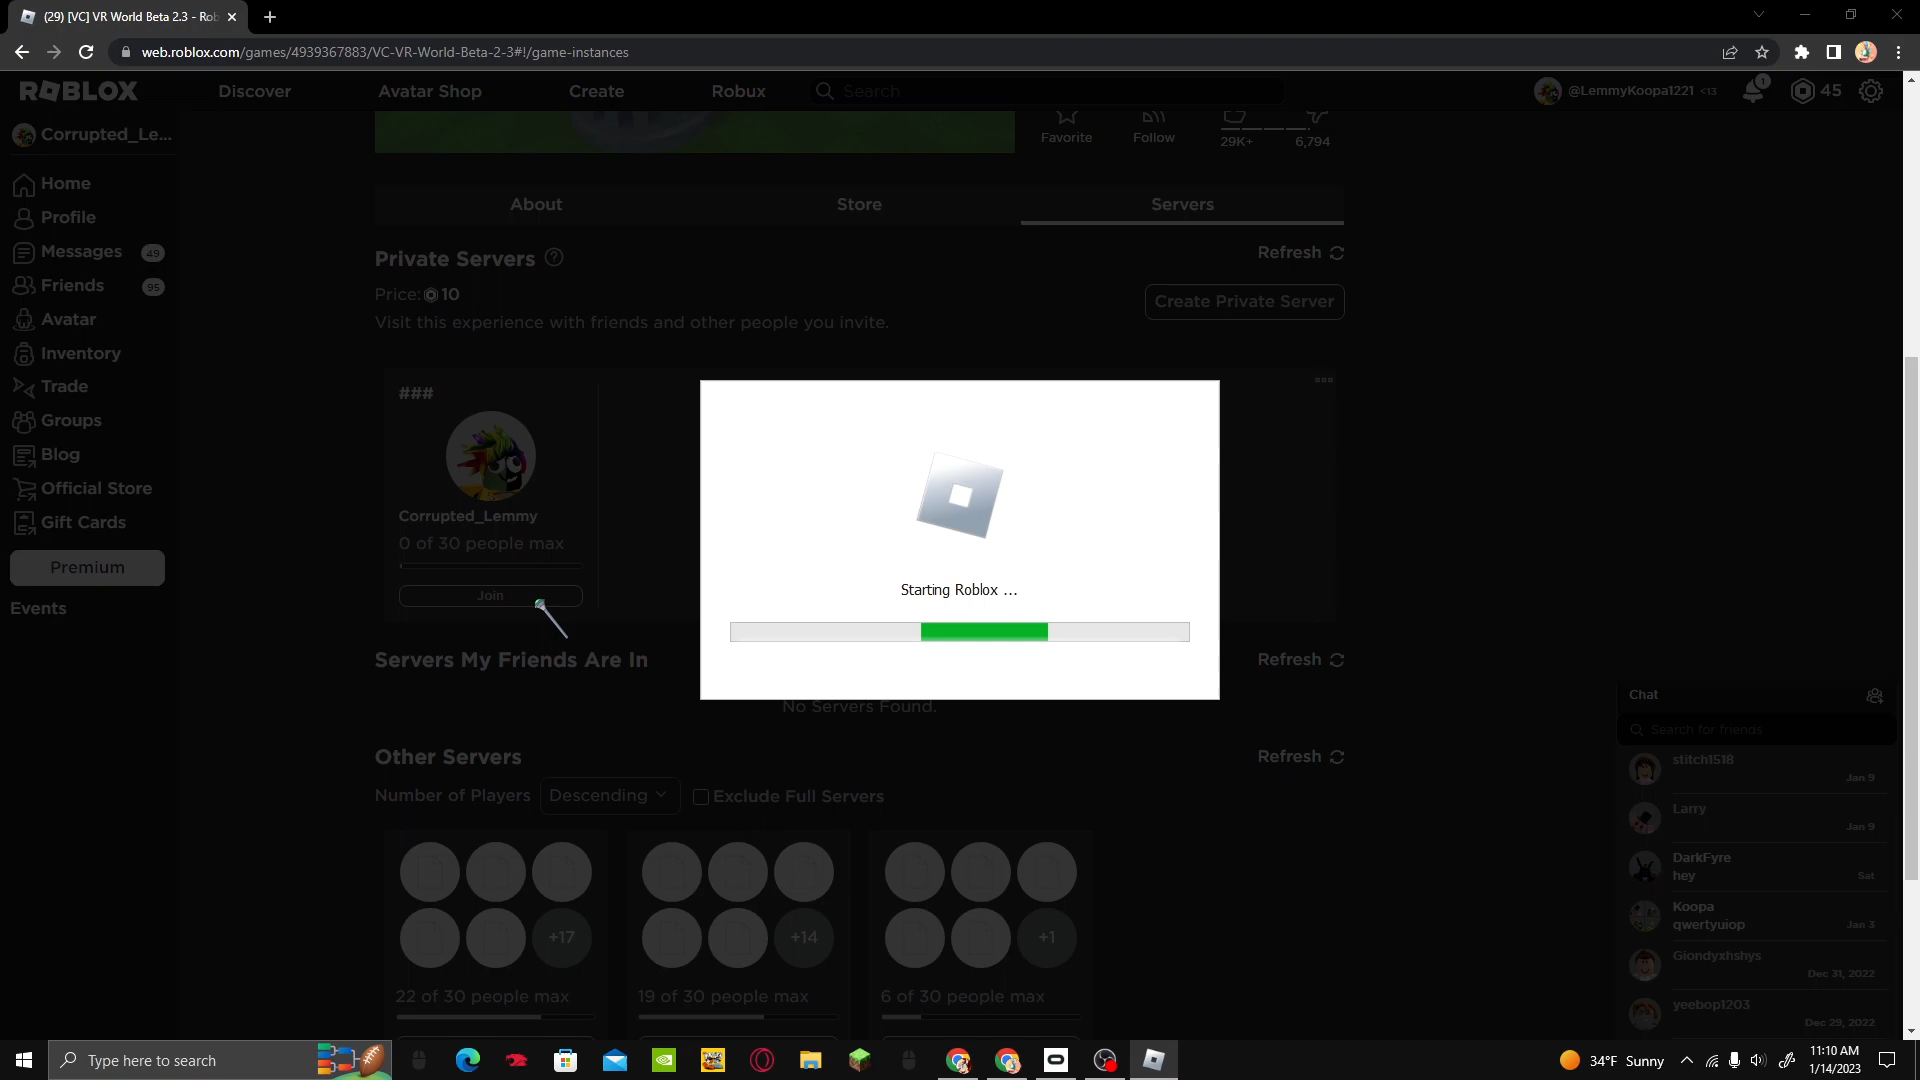 (29) [VC] VR World Beta 2.3 - Rob
web.roblox.com/games/4939367883/VC-VR-World-Beta-2-3#!/game-instances
ROBLOX
Discover
Avatar Shop
Create
Robux
Search
@LemmyKoopa1221 <13
1
45
Corrupted_Le...
Home
Profile
Messages 49
Friends 95
Avatar
Inventory
Trade
Groups
Blog
Official Store
Gift Cards
Premium
Events
Favorite
Follow
29K+
6,794
About
Store
Servers
Private Servers
Refresh
Price: 10
Create Private Server
Visit this experience with friends and other people you invite.
###
Corrupted_Lemmy
0 of 30 people max
Join
Starting Roblox ...
Servers My Friends Are In
Refresh
No Servers Found.
Other Servers
Refresh
Number of Players Descending Exclude Full Servers
+17
+14
+1
22 of 30 people max
19 of 30 people max
6 of 30 people max
Chat
Search for friends
stitch1518
Jan 9
Larry
Jan 9
DarkFyre
hey
Sat
Koopa
qwertyuiop
Jan 3
Giondyxhshys
Dec 31, 2022
yeebop1203
Dec 29, 2022
Type here to search
34°F Sunny
11:10 AM
1/14/2023